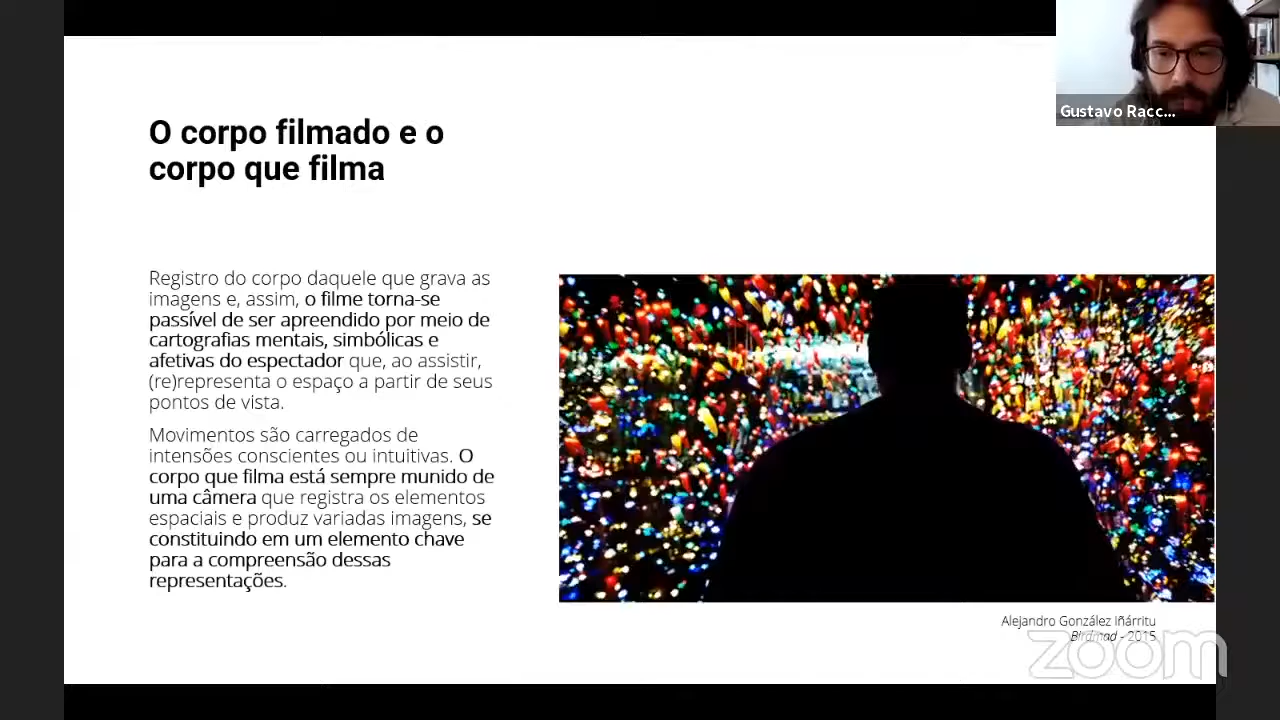 Gustavo Racc...
O corpo filmado e o
corpo que filma
Registro do corpo daquele que grava as
imagens e, assim, o filme torna-se
passível de ser apreendido por meio de
cartografias mentais, simbólicas e
afetivas do espectador que, ao assistir,
(re)representa o espaço a partir de seus
pontos de vista.
Movimentos são carregados de
intensões conscientes ou intuitivas. O
corpo que filma está sempre munido de
uma câmera que registra os elementos
espaciais e produz variadas imagens, se
constituindo em um elemento chave
para a compreensão dessas
representações.
Alejandro González Iñárritu
Birdmad - 2015
zoom